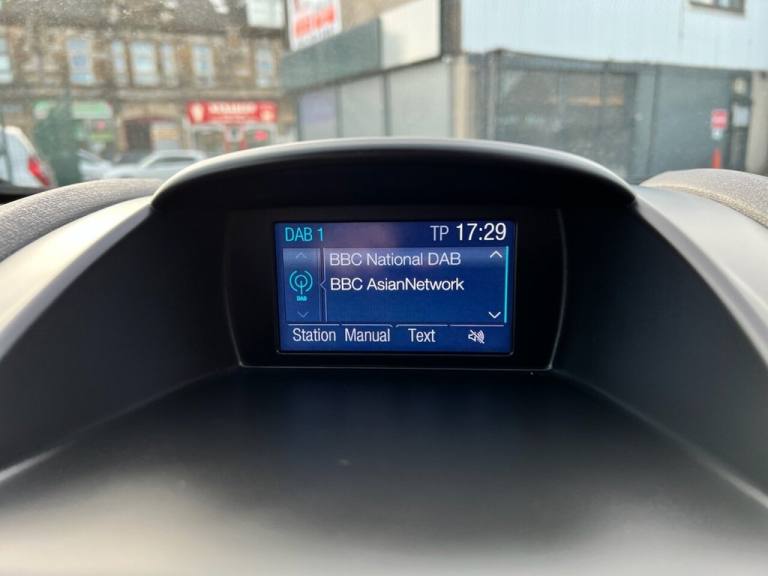 DAB 1 TP 17:29
BBC National DAB
BBC AsianNetwork
DAB
Station Manual Text